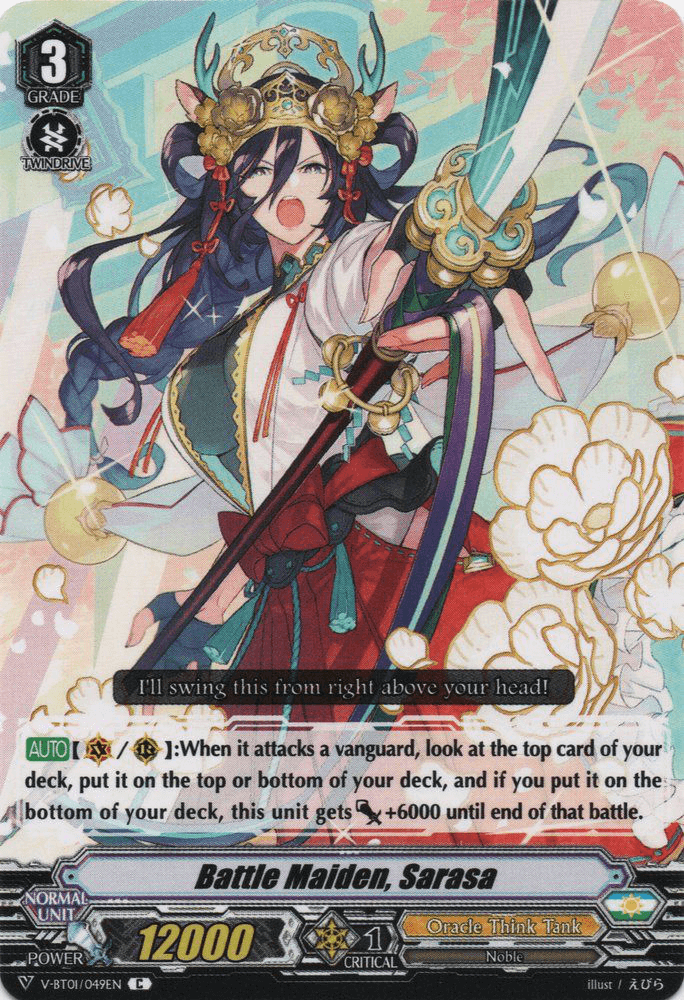 3
GRADE
TWINDRIVE
I'll swing this from right above your head!
AUTO【 V / R 】:When it attacks a vanguard, look at the top card of your
deck, put it on the top or bottom of your deck, and if you put it on the
bottom of your deck, this unit gets +6000 until end of that battle.
Battle Maiden, Sarasa
NORMAL
UNIT
POWER 12000 1 CRITICAL
Oracle Think Tank
Noble
V-BT01/049EN C
illust / えびら